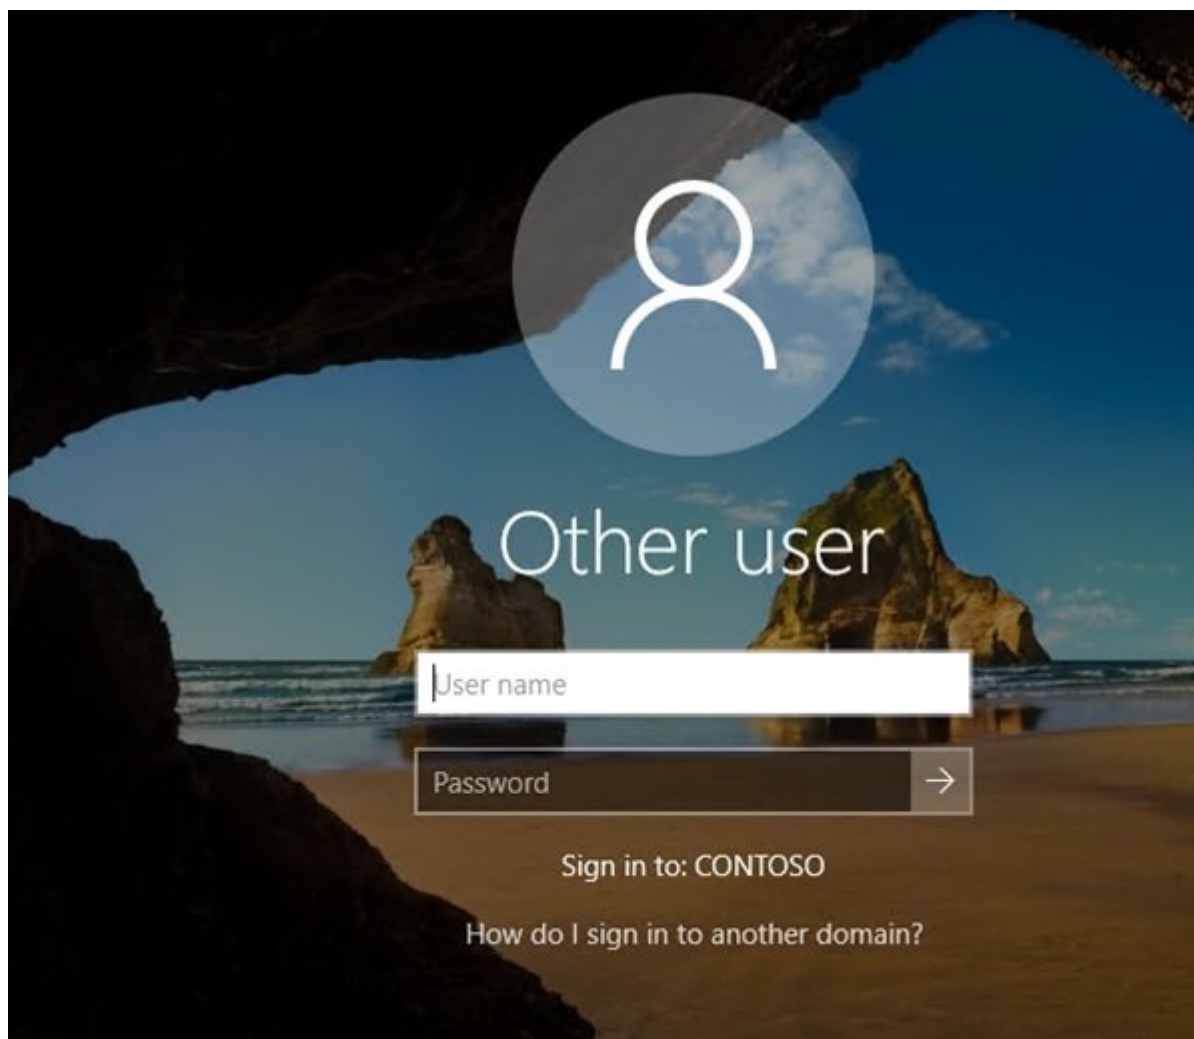 Other user
User name
Password
Sign in to: CONTOSO
How do I sign in to another domain?